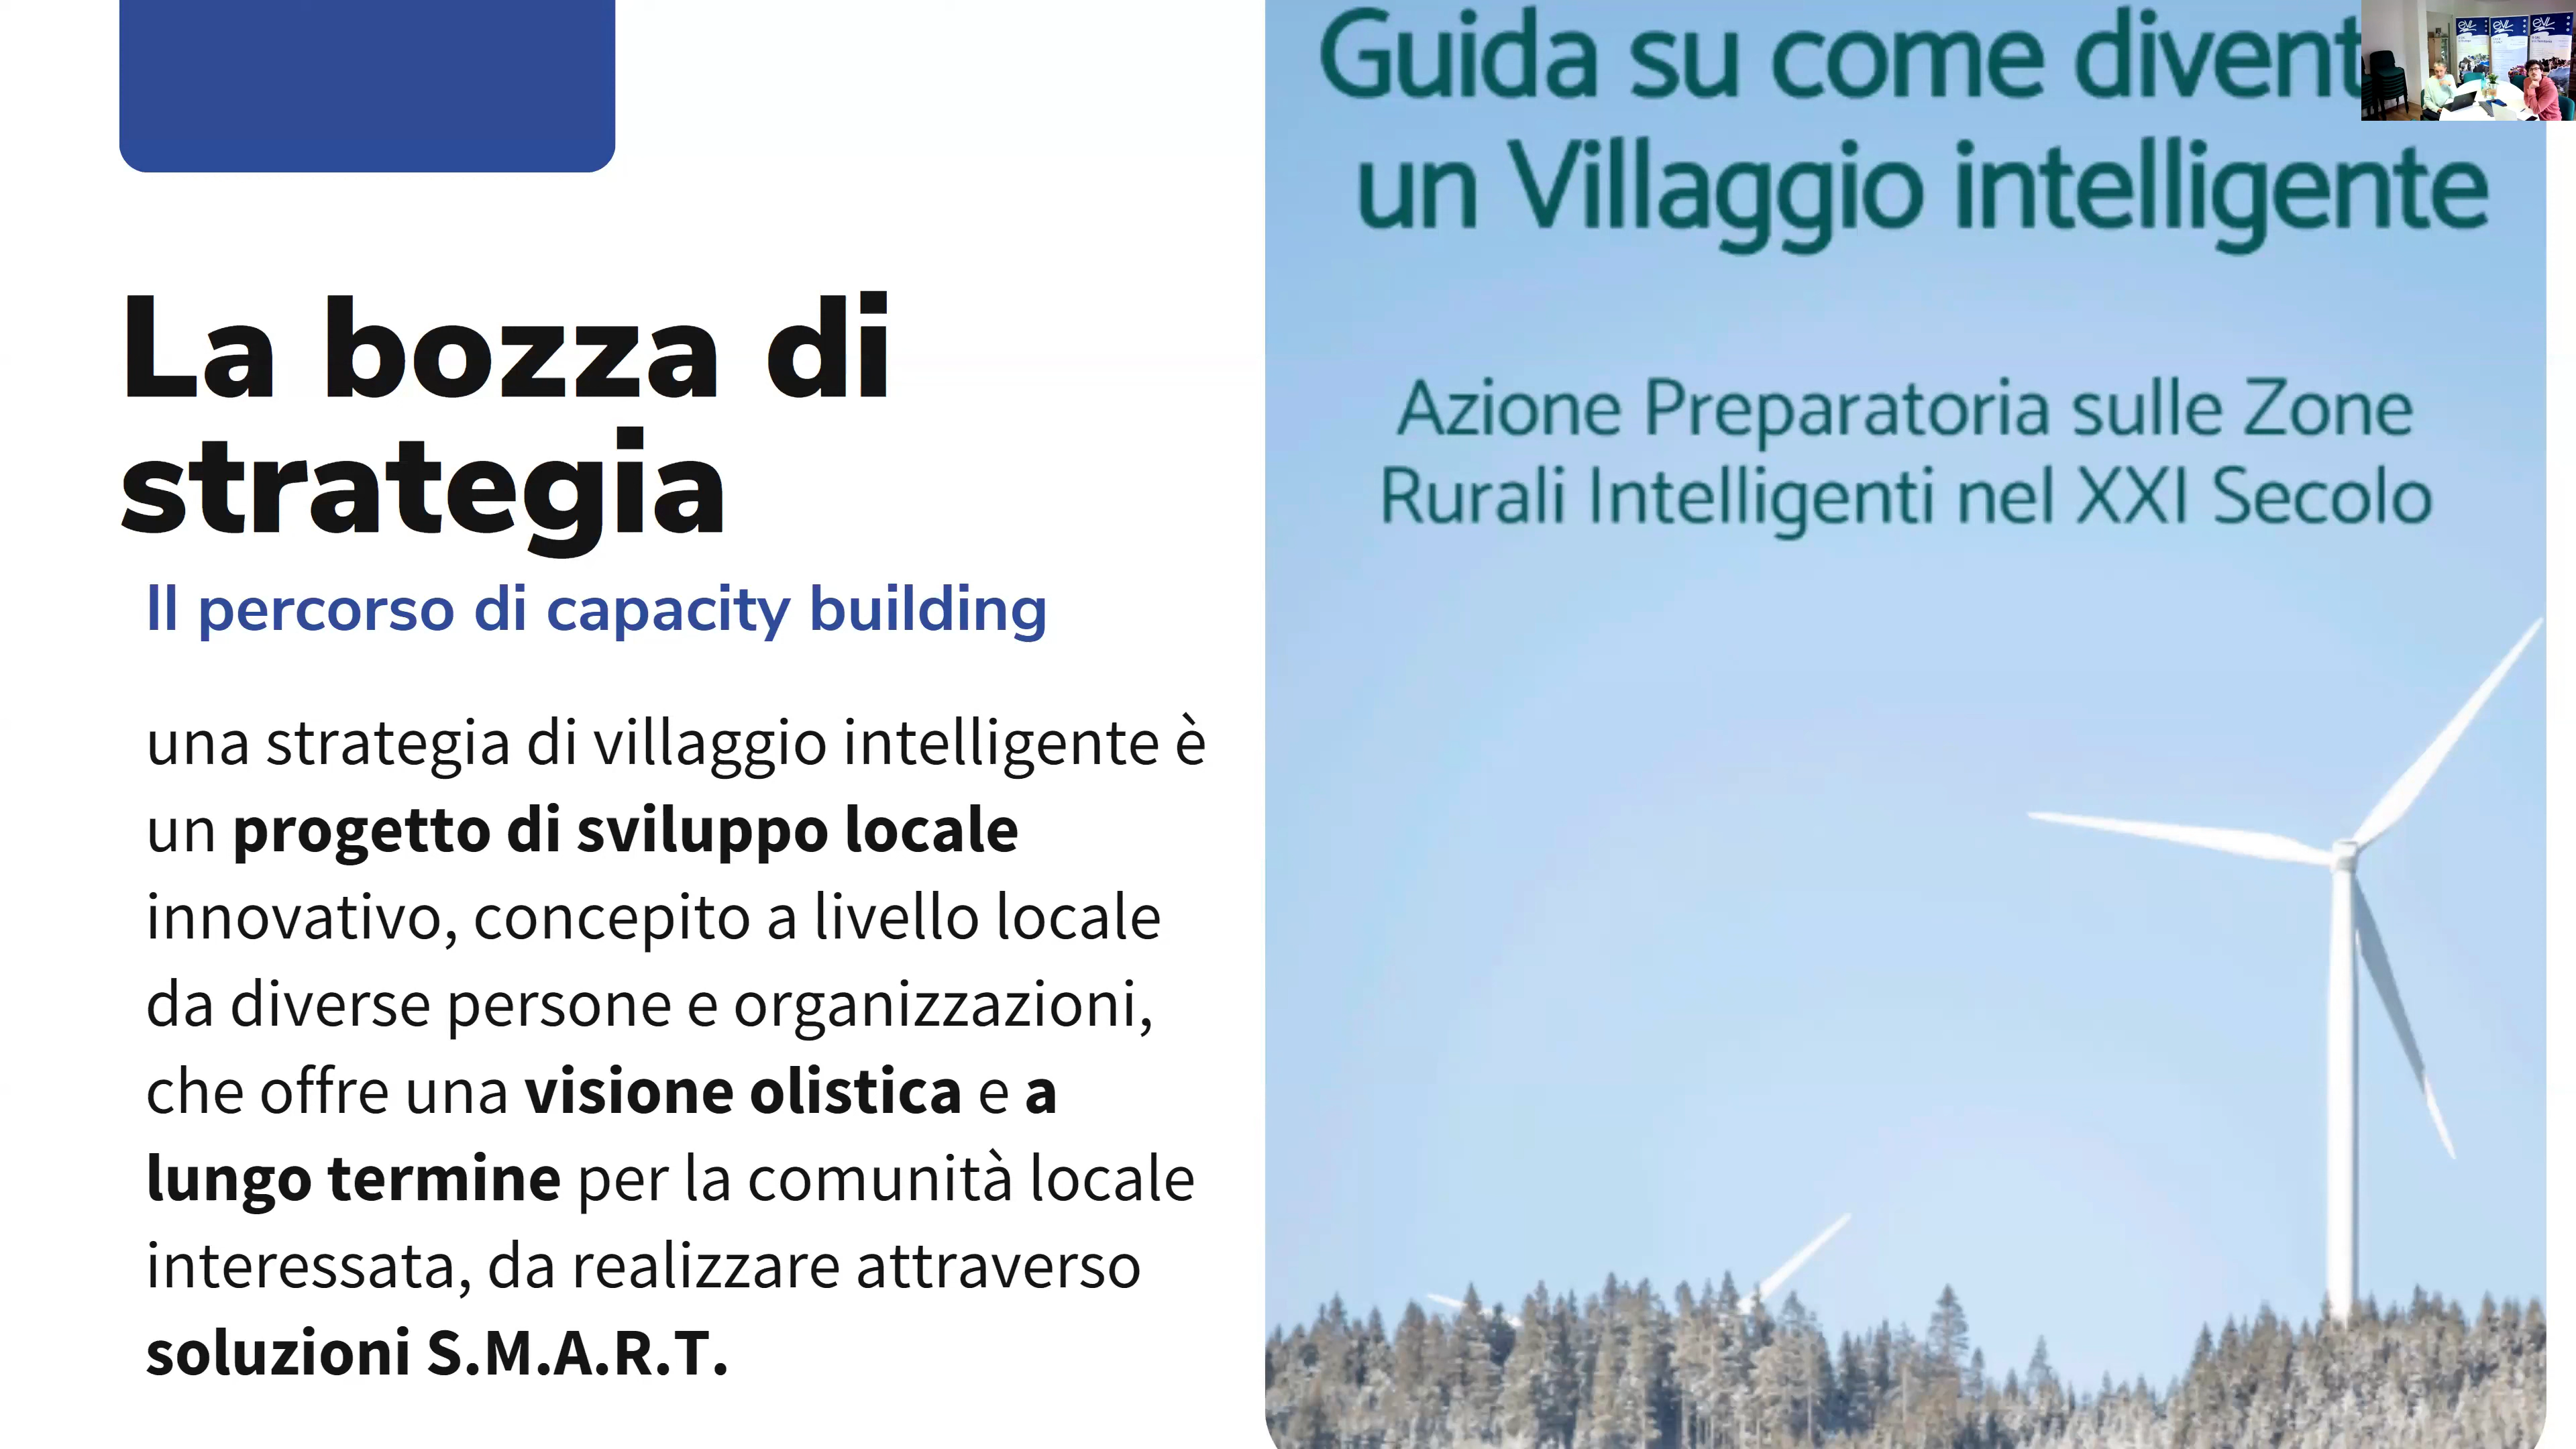 La bozza di
strategia
Il percorso di capacity building
una strategia di villaggio intelligente è
un progetto di sviluppo locale
innovativo, concepito a livello locale
da diverse persone e organizzazioni,
che offre una visione olistica e a
lungo termine per la comunità locale
interessata, da realizzare attraverso
soluzioni S.M.A.R.T.
Guida su come divent
un Villaggio intelligente
Azione Preparatoria sulle Zone
Rurali Intelligenti nel XXI Secolo